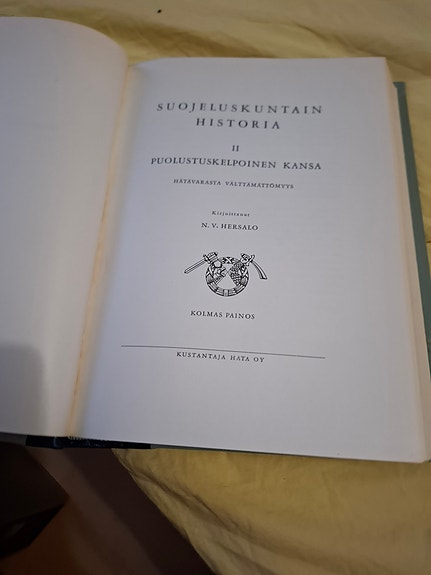 SUOJELUSKUNTAIN
HISTORIA
II
PUOLUSTUSKELPOINEN KANSA
HÄTÄVARASTA VÄLTTÄMÄTTÖMYYS
Kirjoittanut
N. V. HERSALO
KOLMAS PAINOS
KUSTANTAJA HATA OY